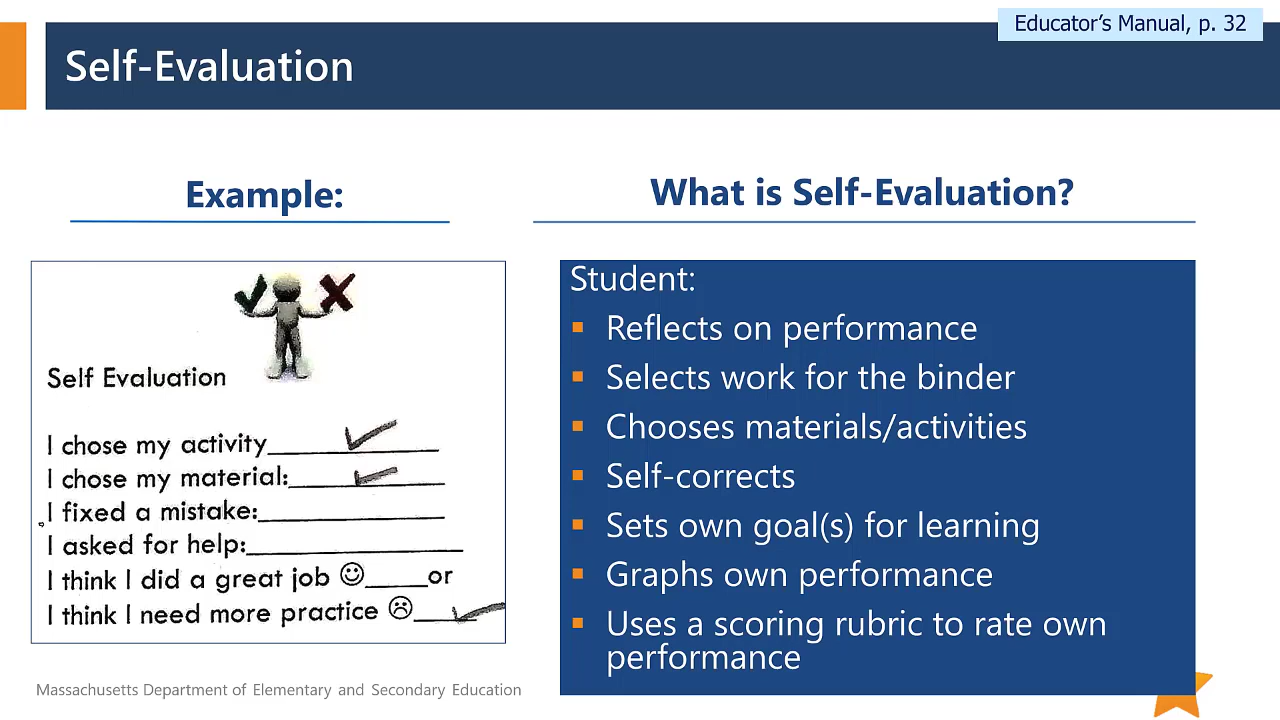 Educator's Manual, p. 32
Self-Evaluation
Example:
Self Evaluation
I chose my activity
I chose my material:
I fixed a mistake:
I asked for help:
I think I did a great job ☺ or
I think I need more practice ☹
What is Self-Evaluation?
Student:
▪ Reflects on performance
▪ Selects work for the binder
▪ Chooses materials/activities
▪ Self-corrects
▪ Sets own goal(s) for learning
▪ Graphs own performance
▪ Uses a scoring rubric to rate own
performance
Massachusetts Department of Elementary and Secondary Education